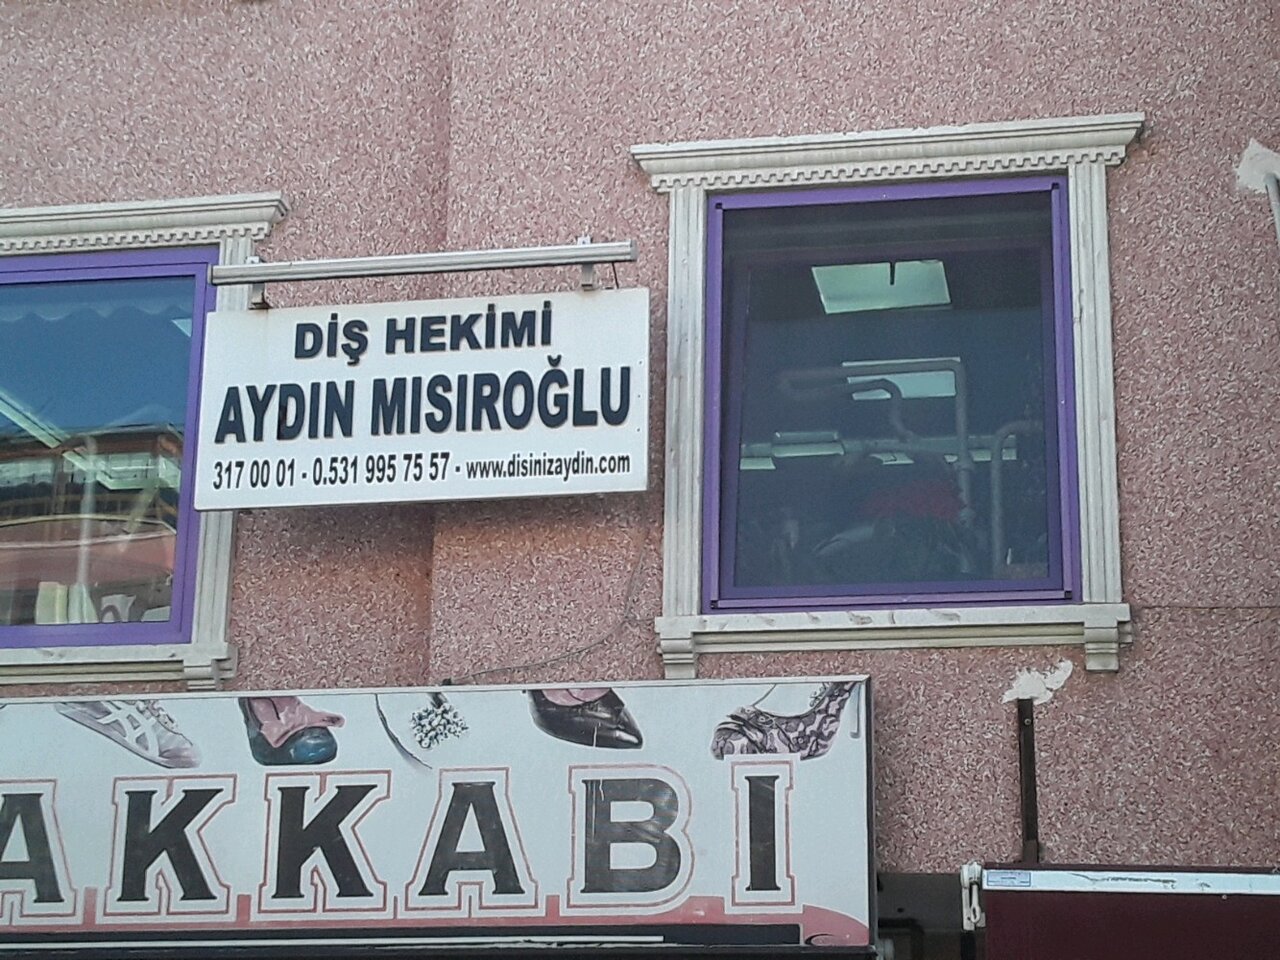 DİŞ HEKİMİ
AYDIN MISIROĞLU
317 00 01 - 0.531 995 75 57 - www.disinizaydin.com
AKKABI